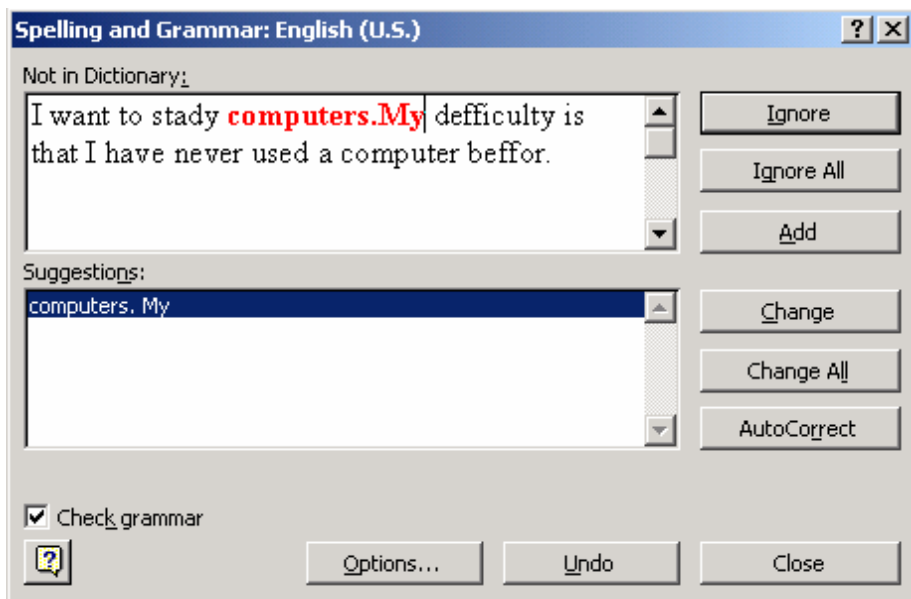 Spelling and Grammar: English (U.S.)
Not in Dictionary:
I want to stady computers.My defficulty is
that I have never used a computer beffor.
Ignore
Ignore All
Add
Suggestions:
computers. My
Change
Change All
AutoCorrect
Check grammar
Options...
Undo
Close